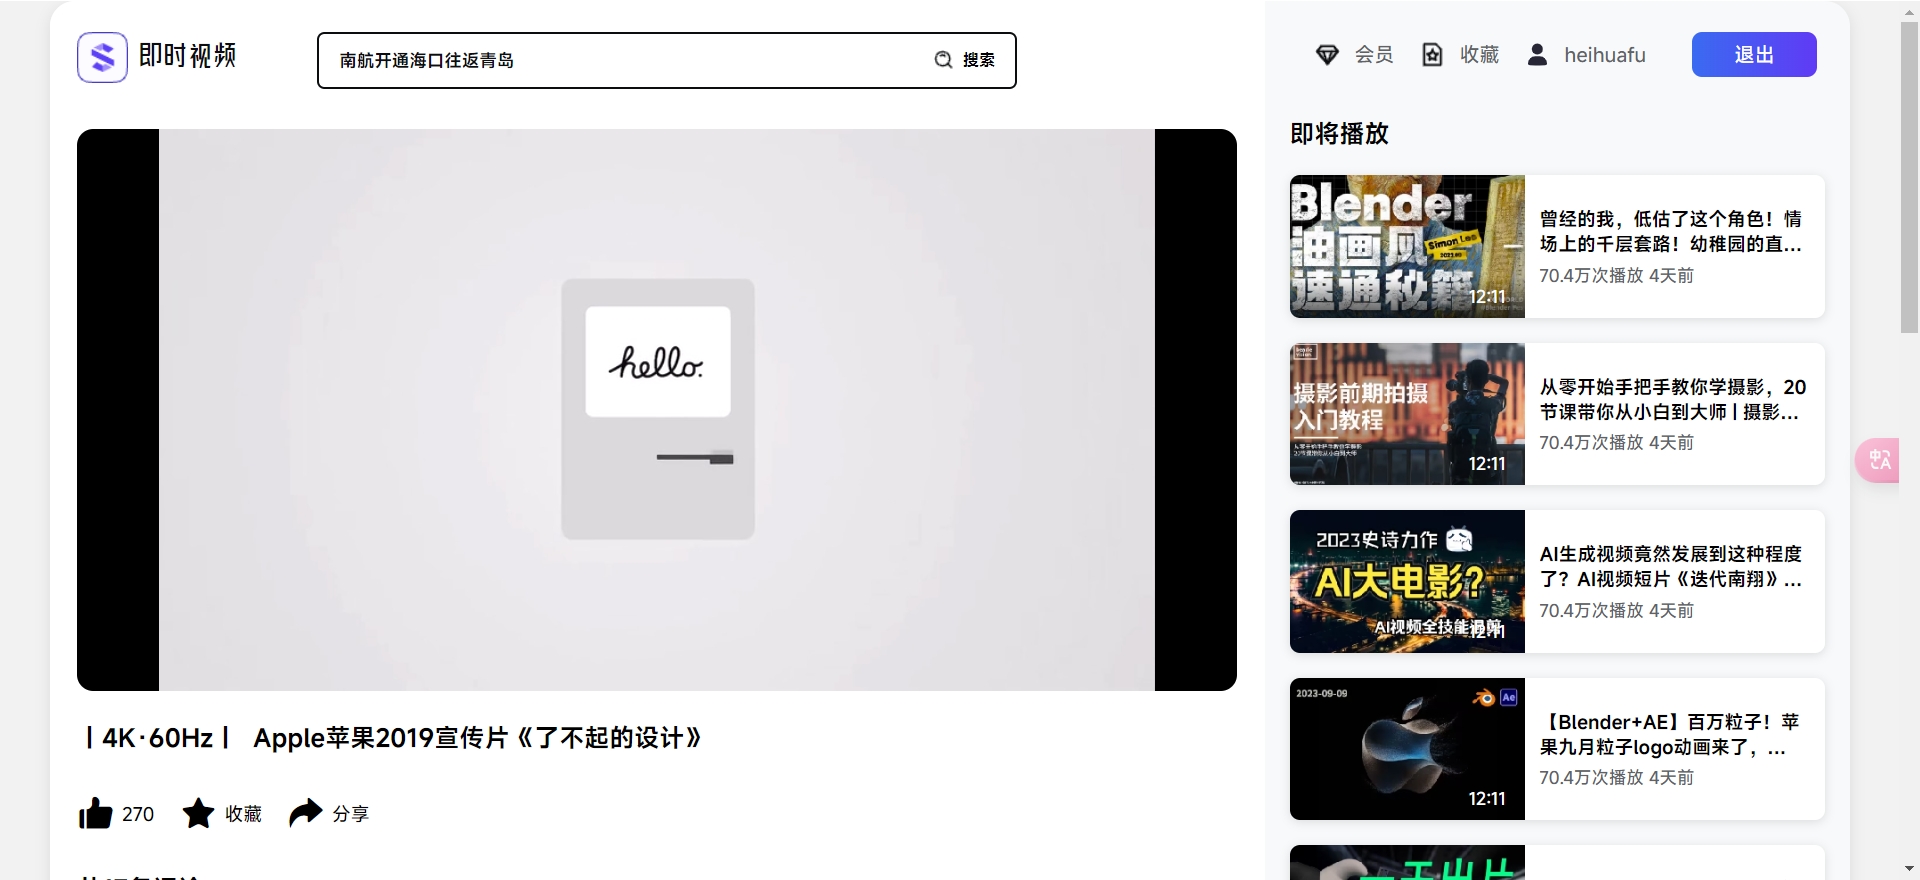 即时视频
南航开通海口往返青岛
搜索
会员
收藏
heihuafu
退出
hello.
丨4K·60Hz丨 Apple苹果2019宣传片《了不起的设计》
270
收藏
分享
即将播放
Blender
油画风
速通秘籍
Simon Lee
12:11
曾经的我，低估了这个角色！情
场上的千层套路！幼稚园的直...
70.4万次播放 4天前
摄影前期拍摄
入门教程
12:11
从零开始手把手教你学摄影，20
节课带你从小白到大师 | 摄影...
70.4万次播放 4天前
2023史诗力作
AI大电影?
AI视频全技能混剪
12:11
AI生成视频竟然发展到这种程度
了？AI视频短片《迭代南翔》...
70.4万次播放 4天前
2023-09-09
Ae
12:11
【Blender+AE】百万粒子！苹
果九月粒子logo动画来了，...
70.4万次播放 4天前
一天出片